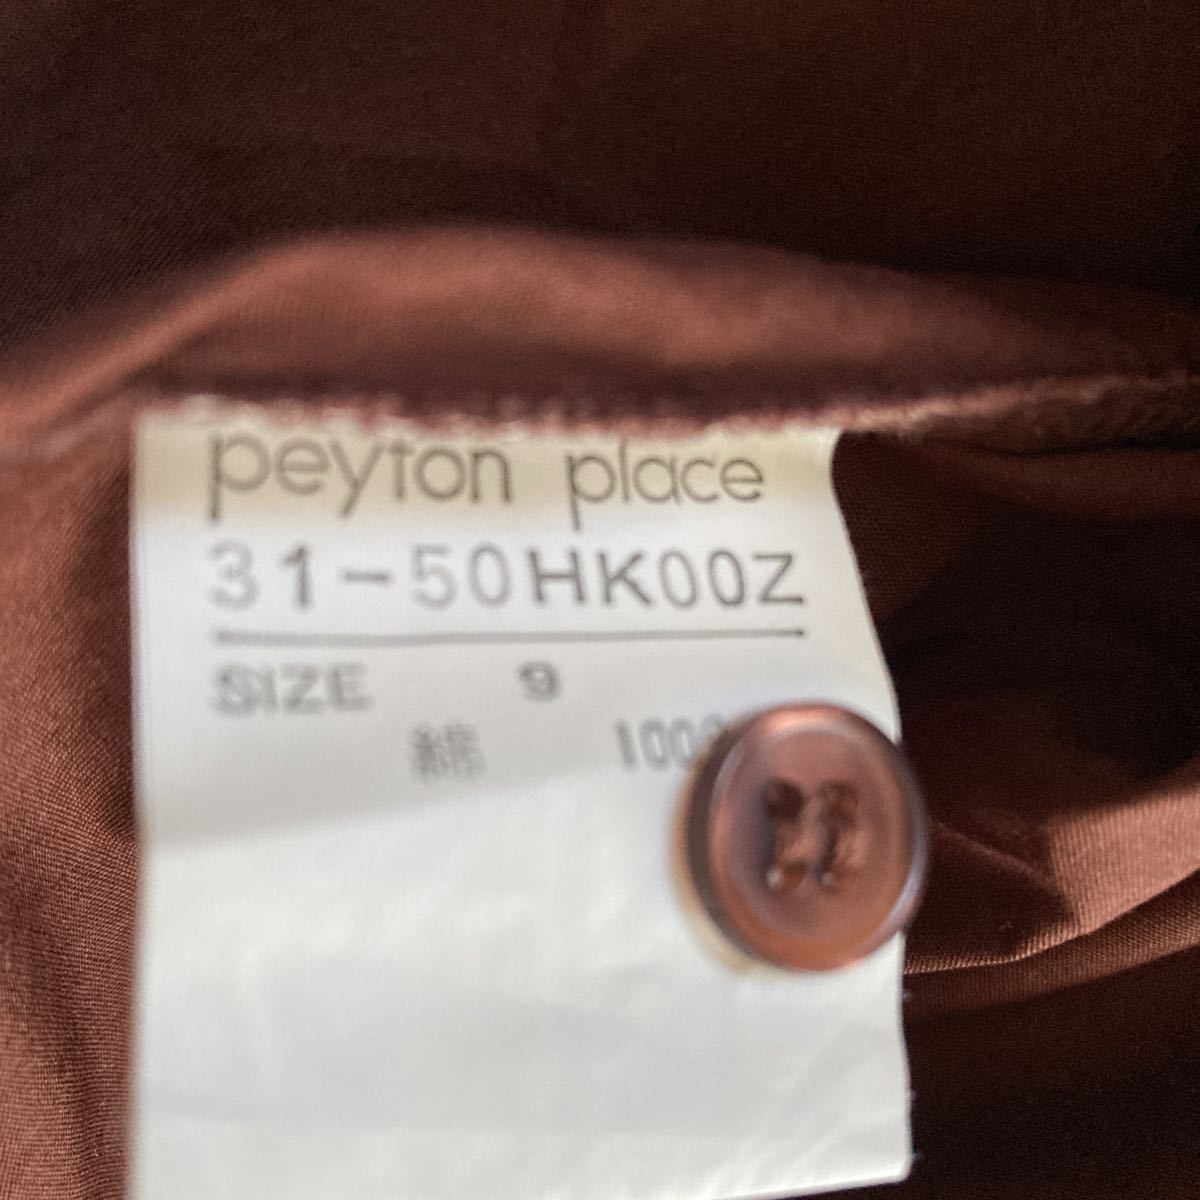 peyton place
31-50HK00Z
SIZE 9
綿 100